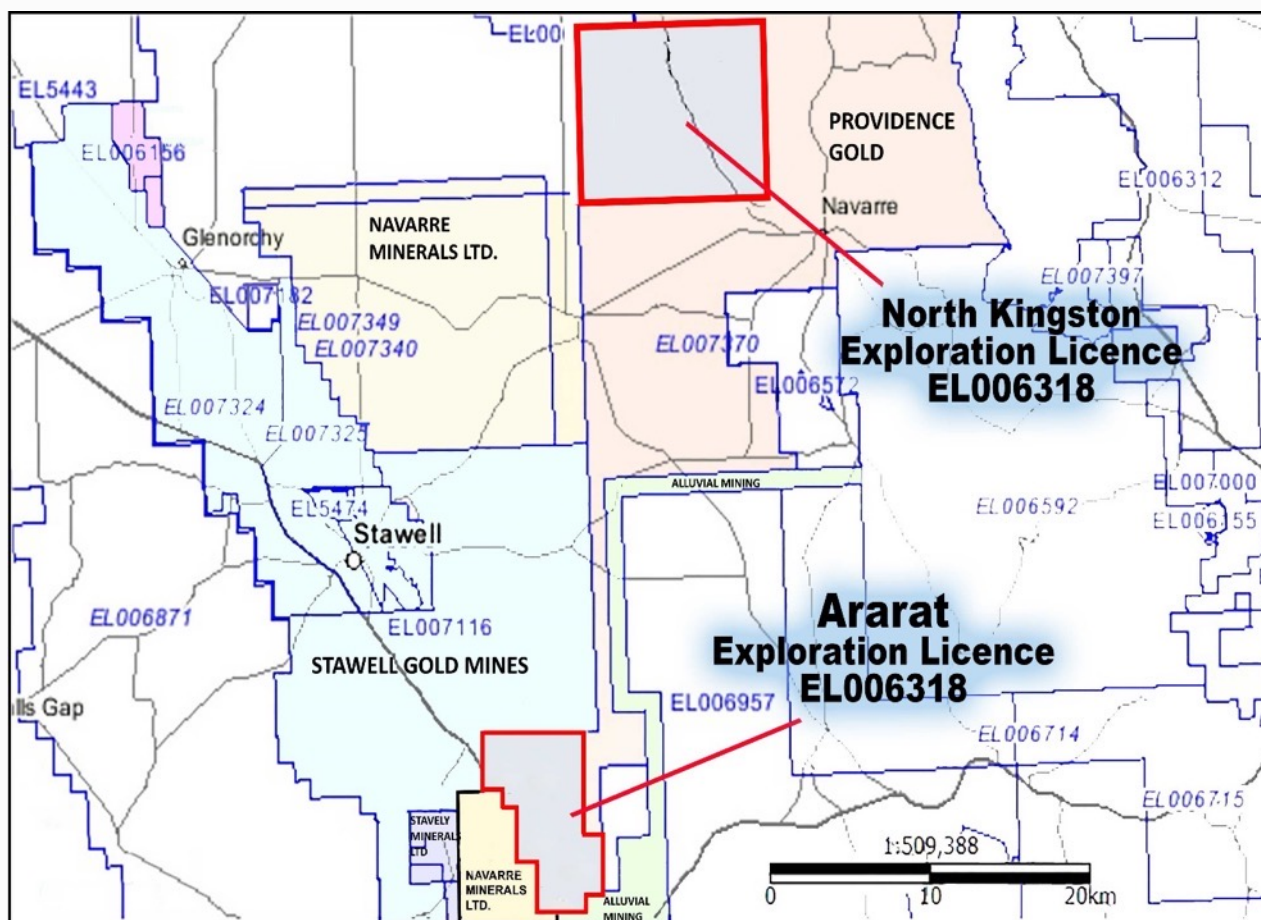 EL00
EL5443
EL006156
PROVIDENCE
GOLD
EL006312
NAVARRE
MINERALS LTD.
Navarre
Glenorchy
EL007182
EL007397
EL007349
EL007340
EL007370
North Kingston
Exploration Licence
EL006318
EL006572
EL007324
EL007325
ALLUVIAL MINING
EL007000
EL5474
EL006592
EL006155
Stawell
EL006871
EL007116
Ararat
Exploration Licence
EL006318
STAWELL GOLD MINES
lls Gap
EL006957
EL006714
EL006715
STAVELY
MINERALS
LTD
1:509,388
NAVARRE
MINERALS
LTD.
ALLUVIAL
MINING
0
10
20km